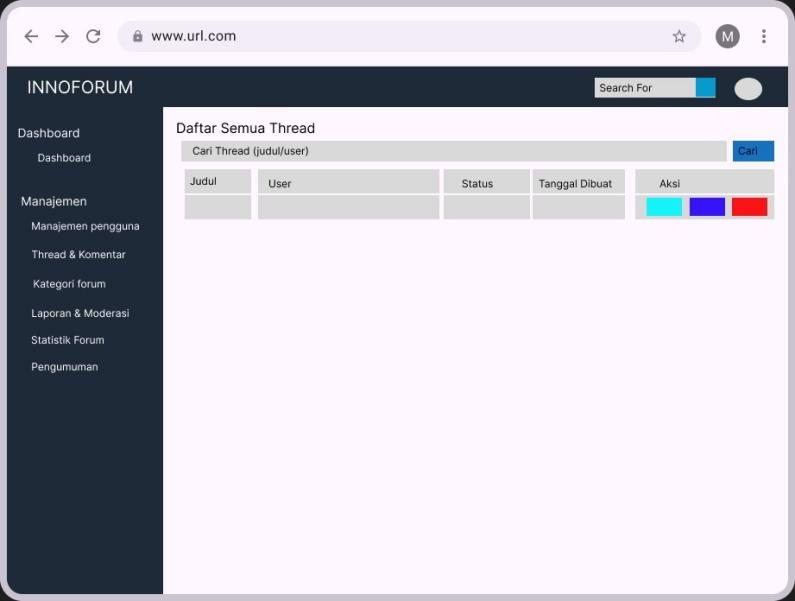 www.url.com
M
INNOFORUM
Search For
Dashboard
Dashboard
Manajemen
Manajemen pengguna
Thread & Komentar
Kategori forum
Laporan & Moderasi
Statistik Forum
Pengumuman
Daftar Semua Thread
Cari Thread (judul/user)
Cari
Judul User Status Tanggal Dibuat Aksi